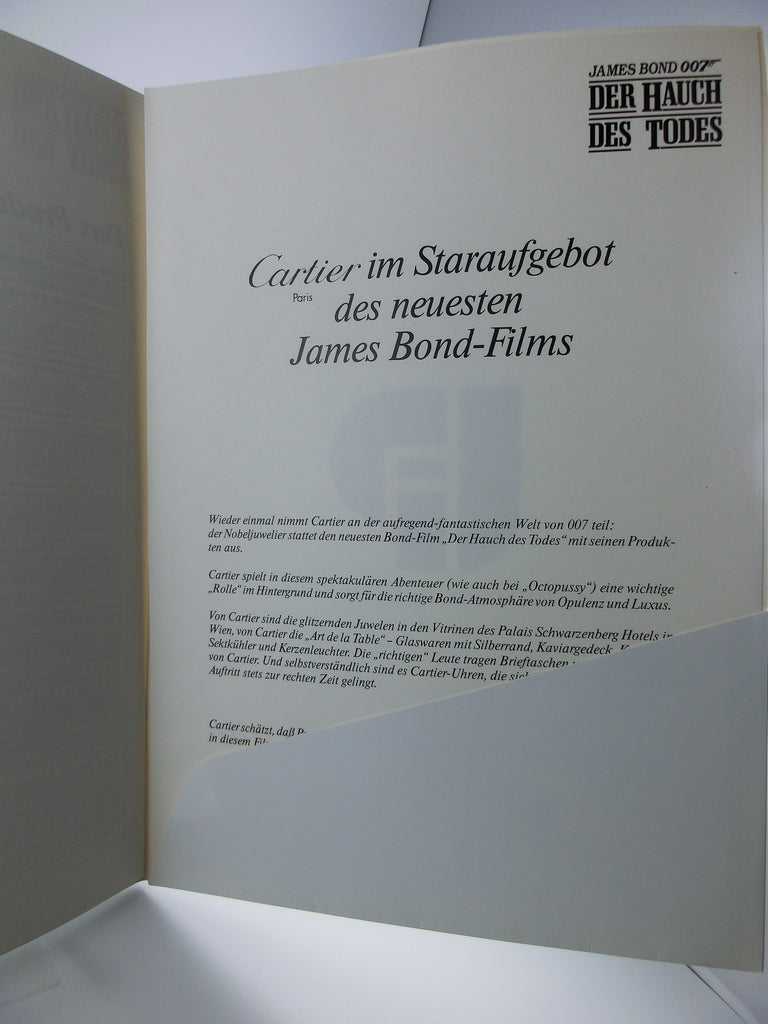 JAMES BOND 007
DER HAUCH
DES TODES
Cartier im Staraufgebot
Paris
des neuesten
James Bond-Films
Wieder einmal nimmt Cartier an der aufregend-fantastischen Welt von 007 teil:
der Nobeljuwelier stattet den neuesten Bond-Film „Der Hauch des Todes“ mit seinen Produk-
ten aus.
Cartier spielt in diesem spektakulären Abenteuer (wie auch bei „Octopussy“) eine wichtige
„Rolle“ im Hintergrund und sorgt für die richtige Bond-Atmosphäre von Opulenz und Luxus.
Von Cartier sind die glitzernden Juwelen in den Vitrinen des Palais Schwarzenberg Hotels in
Wien, von Cartier die „Art de la Table“ – Glaswaren mit Silberrand, Kaviargedeck,
Sektkühler und Kerzenleuchter. Die „richtigen“ Leute tragen Brieftaschen
von Cartier. Und selbstverständlich sind es Cartier-Uhren, die
Auftritt stets zur rechten Zeit gelingt.
Cartier schätzt, daß
in diesem